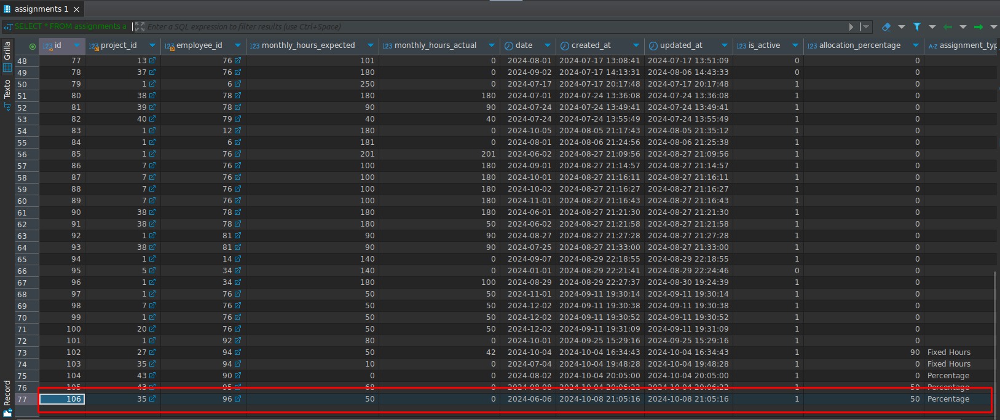 assignments 1
SELECT * FROM assignments a Enter a SQL expression to filter results (use Ctrl+Space)
Grilla
Texto
Record
123 id 123 project_id 123 employee_id 123 monthly_hours_expected 123 monthly_hours_actual date created_at updated_at 123 is_active 123 allocation_percentage A-Z assignment_typ
48 77 13 76 101 0 2024-08-01 2024-07-17 13:08:41 2024-07-17 13:51:09 0 0
49 78 37 76 180 0 2024-09-02 2024-07-17 14:13:31 2024-08-06 14:43:33 0 0
50 79 1 6 250 0 2024-07-17 2024-07-17 20:17:48 2024-07-17 20:17:48 1 0
51 80 38 78 180 180 2024-07-01 2024-07-24 13:36:08 2024-07-24 13:36:08 1 0
52 81 39 78 90 90 2024-07-24 2024-07-24 13:49:41 2024-07-24 13:49:41 1 0
53 82 40 79 40 40 2024-07-24 2024-07-24 13:55:49 2024-07-24 13:55:49 1 0
54 83 1 12 180 0 2024-10-05 2024-08-05 21:17:43 2024-08-05 21:35:12 1 0
55 84 1 6 181 0 2024-08-01 2024-08-06 21:24:56 2024-08-06 21:25:38 1 0
56 85 1 76 201 201 2024-06-02 2024-08-27 21:09:56 2024-08-27 21:09:56 1 0
57 86 7 76 100 180 2024-09-01 2024-08-27 21:14:57 2024-08-27 21:14:57 1 0
58 87 7 76 100 180 2024-10-01 2024-08-27 21:16:11 2024-08-27 21:16:11 1 0
59 88 7 76 100 180 2024-10-02 2024-08-27 21:16:27 2024-08-27 21:16:27 1 0
60 89 7 76 100 180 2024-11-01 2024-08-27 21:16:43 2024-08-27 21:16:43 1 0
61 90 38 78 180 180 2024-06-01 2024-08-27 21:21:30 2024-08-27 21:21:30 1 0
62 91 38 78 180 50 2024-06-02 2024-08-27 21:21:58 2024-08-27 21:21:58 1 0
63 92 1 81 90 90 2024-08-27 2024-08-27 21:27:28 2024-08-27 21:27:28 1 0
64 93 38 81 90 90 2024-07-25 2024-08-27 21:33:00 2024-08-27 21:33:00 1 0
65 94 1 14 140 0 2024-09-07 2024-08-29 22:18:55 2024-08-29 22:18:55 1 0
66 95 5 34 140 0 2024-01-01 2024-08-29 22:21:41 2024-08-29 22:24:46 0 0
67 96 1 34 180 100 2024-08-29 2024-08-29 22:27:37 2024-08-30 19:24:39 1 0
68 97 1 76 50 50 2024-11-01 2024-09-11 19:30:14 2024-09-11 19:30:14 1 0
69 98 7 76 50 50 2024-12-02 2024-09-11 19:30:38 2024-09-11 19:30:38 1 0
70 99 1 76 50 50 2024-12-02 2024-09-11 19:30:52 2024-09-11 19:30:52 1 0
71 100 20 76 50 50 2024-12-02 2024-09-11 19:31:09 2024-09-11 19:31:09 1 0
72 101 1 92 80 0 2024-10-01 2024-09-25 15:29:16 2024-09-25 15:29:16 1 0
73 102 27 94 50 42 2024-10-04 2024-10-04 16:34:43 2024-10-04 16:34:43 1 90 Fixed Hours
74 103 35 94 10 0 2024-07-04 2024-10-04 19:48:28 2024-10-04 19:48:28 1 0 Fixed Hours
75 104 43 90 0 0 2024-08-02 2024-10-04 20:05:00 2024-10-04 20:05:00 1 0 Percentage
76 105 43 95 68 0 2024-08-08 2024-10-04 20:06:22 2024-10-04 20:06:22 1 50 Percentage
77 106 35 96 50 0 2024-06-06 2024-10-08 21:05:16 2024-10-08 21:05:16 1 50 Percentage